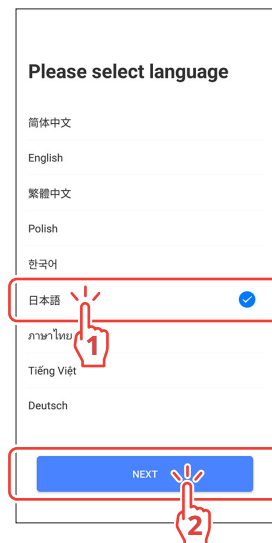 Please select language
简体中文
English
繁體中文
Polish
한국어
日本語
1
ภาษาไทย
Tiếng Việt
Deutsch
NEXT
2